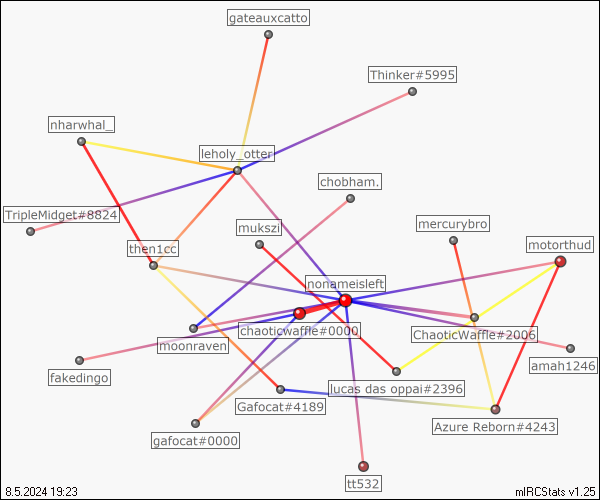 gateauxcatto
Thinker#5995
nharwhal_
leholy_otter
chobham.
TripleMidget#8824
mukszi
mercurybro
then1cc
motorthud
nonameisleft
chaoticwaffle#0000
ChaoticWaffle#2006
moonraven
amah1246
fakedingo
lucas das oppai#2396
Gafocat#4189
Azure Reborn#4243
gafocat#0000
tt532
8.5.2024 19:23
mIRCStats v1.25